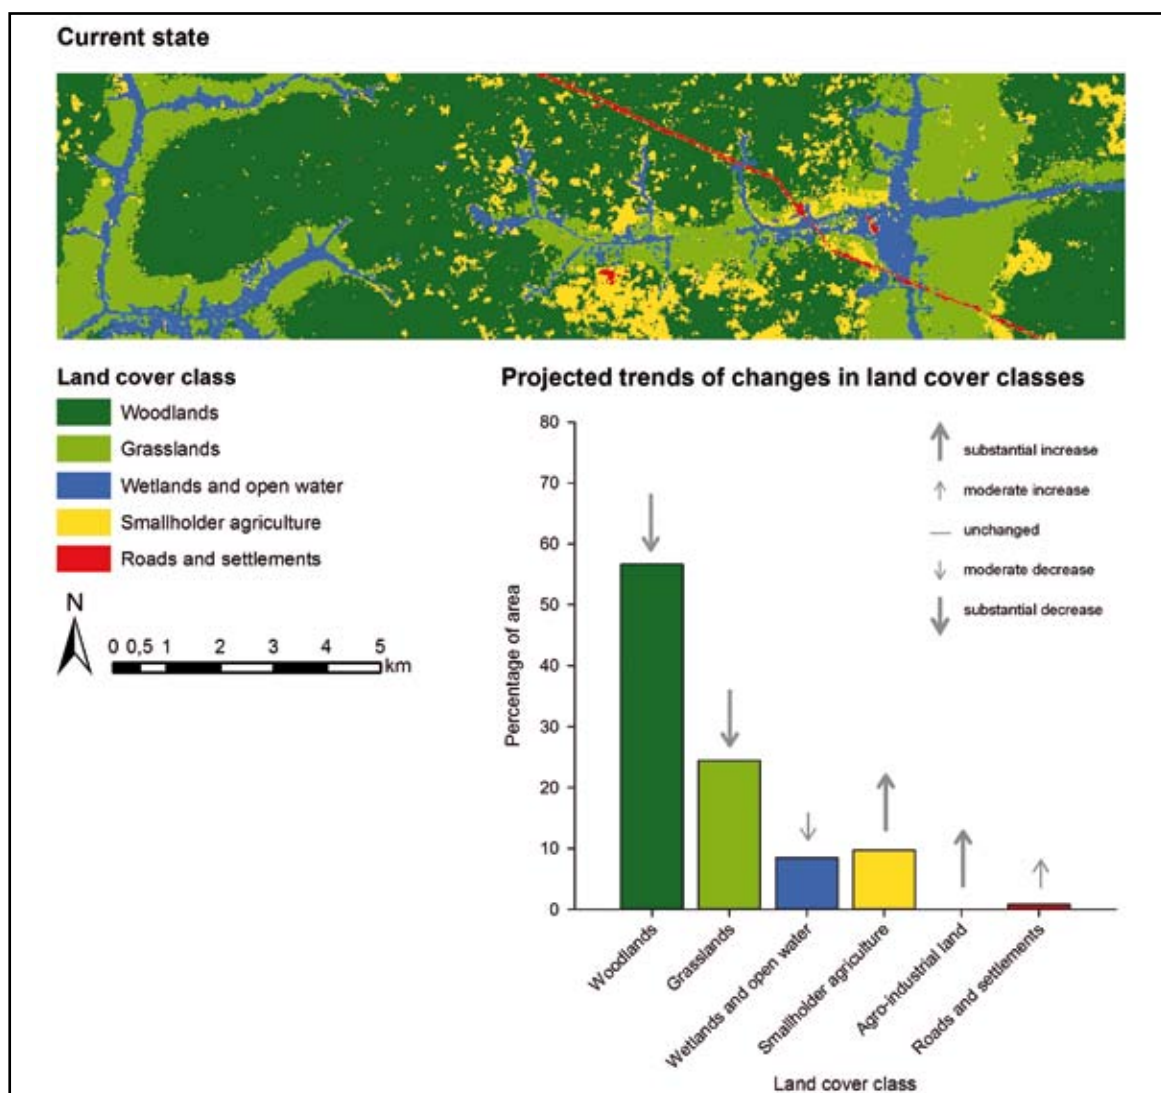 Current state
Land cover class
Woodlands
Grasslands
Wetlands and open water
Smallholder agriculture
Roads and settlements
N
0 0,5 1 2 3 4 5
km
Projected trends of changes in land cover classes
80
70
60
50
40
30
20
10
0
Percentage of area
substantial increase
moderate increase
unchanged
moderate decrease
substantial decrease
Woodlands
Grasslands
Wetlands and open water
Smallholder agriculture
Agro-industrial land
Roads and settlements
Land cover class